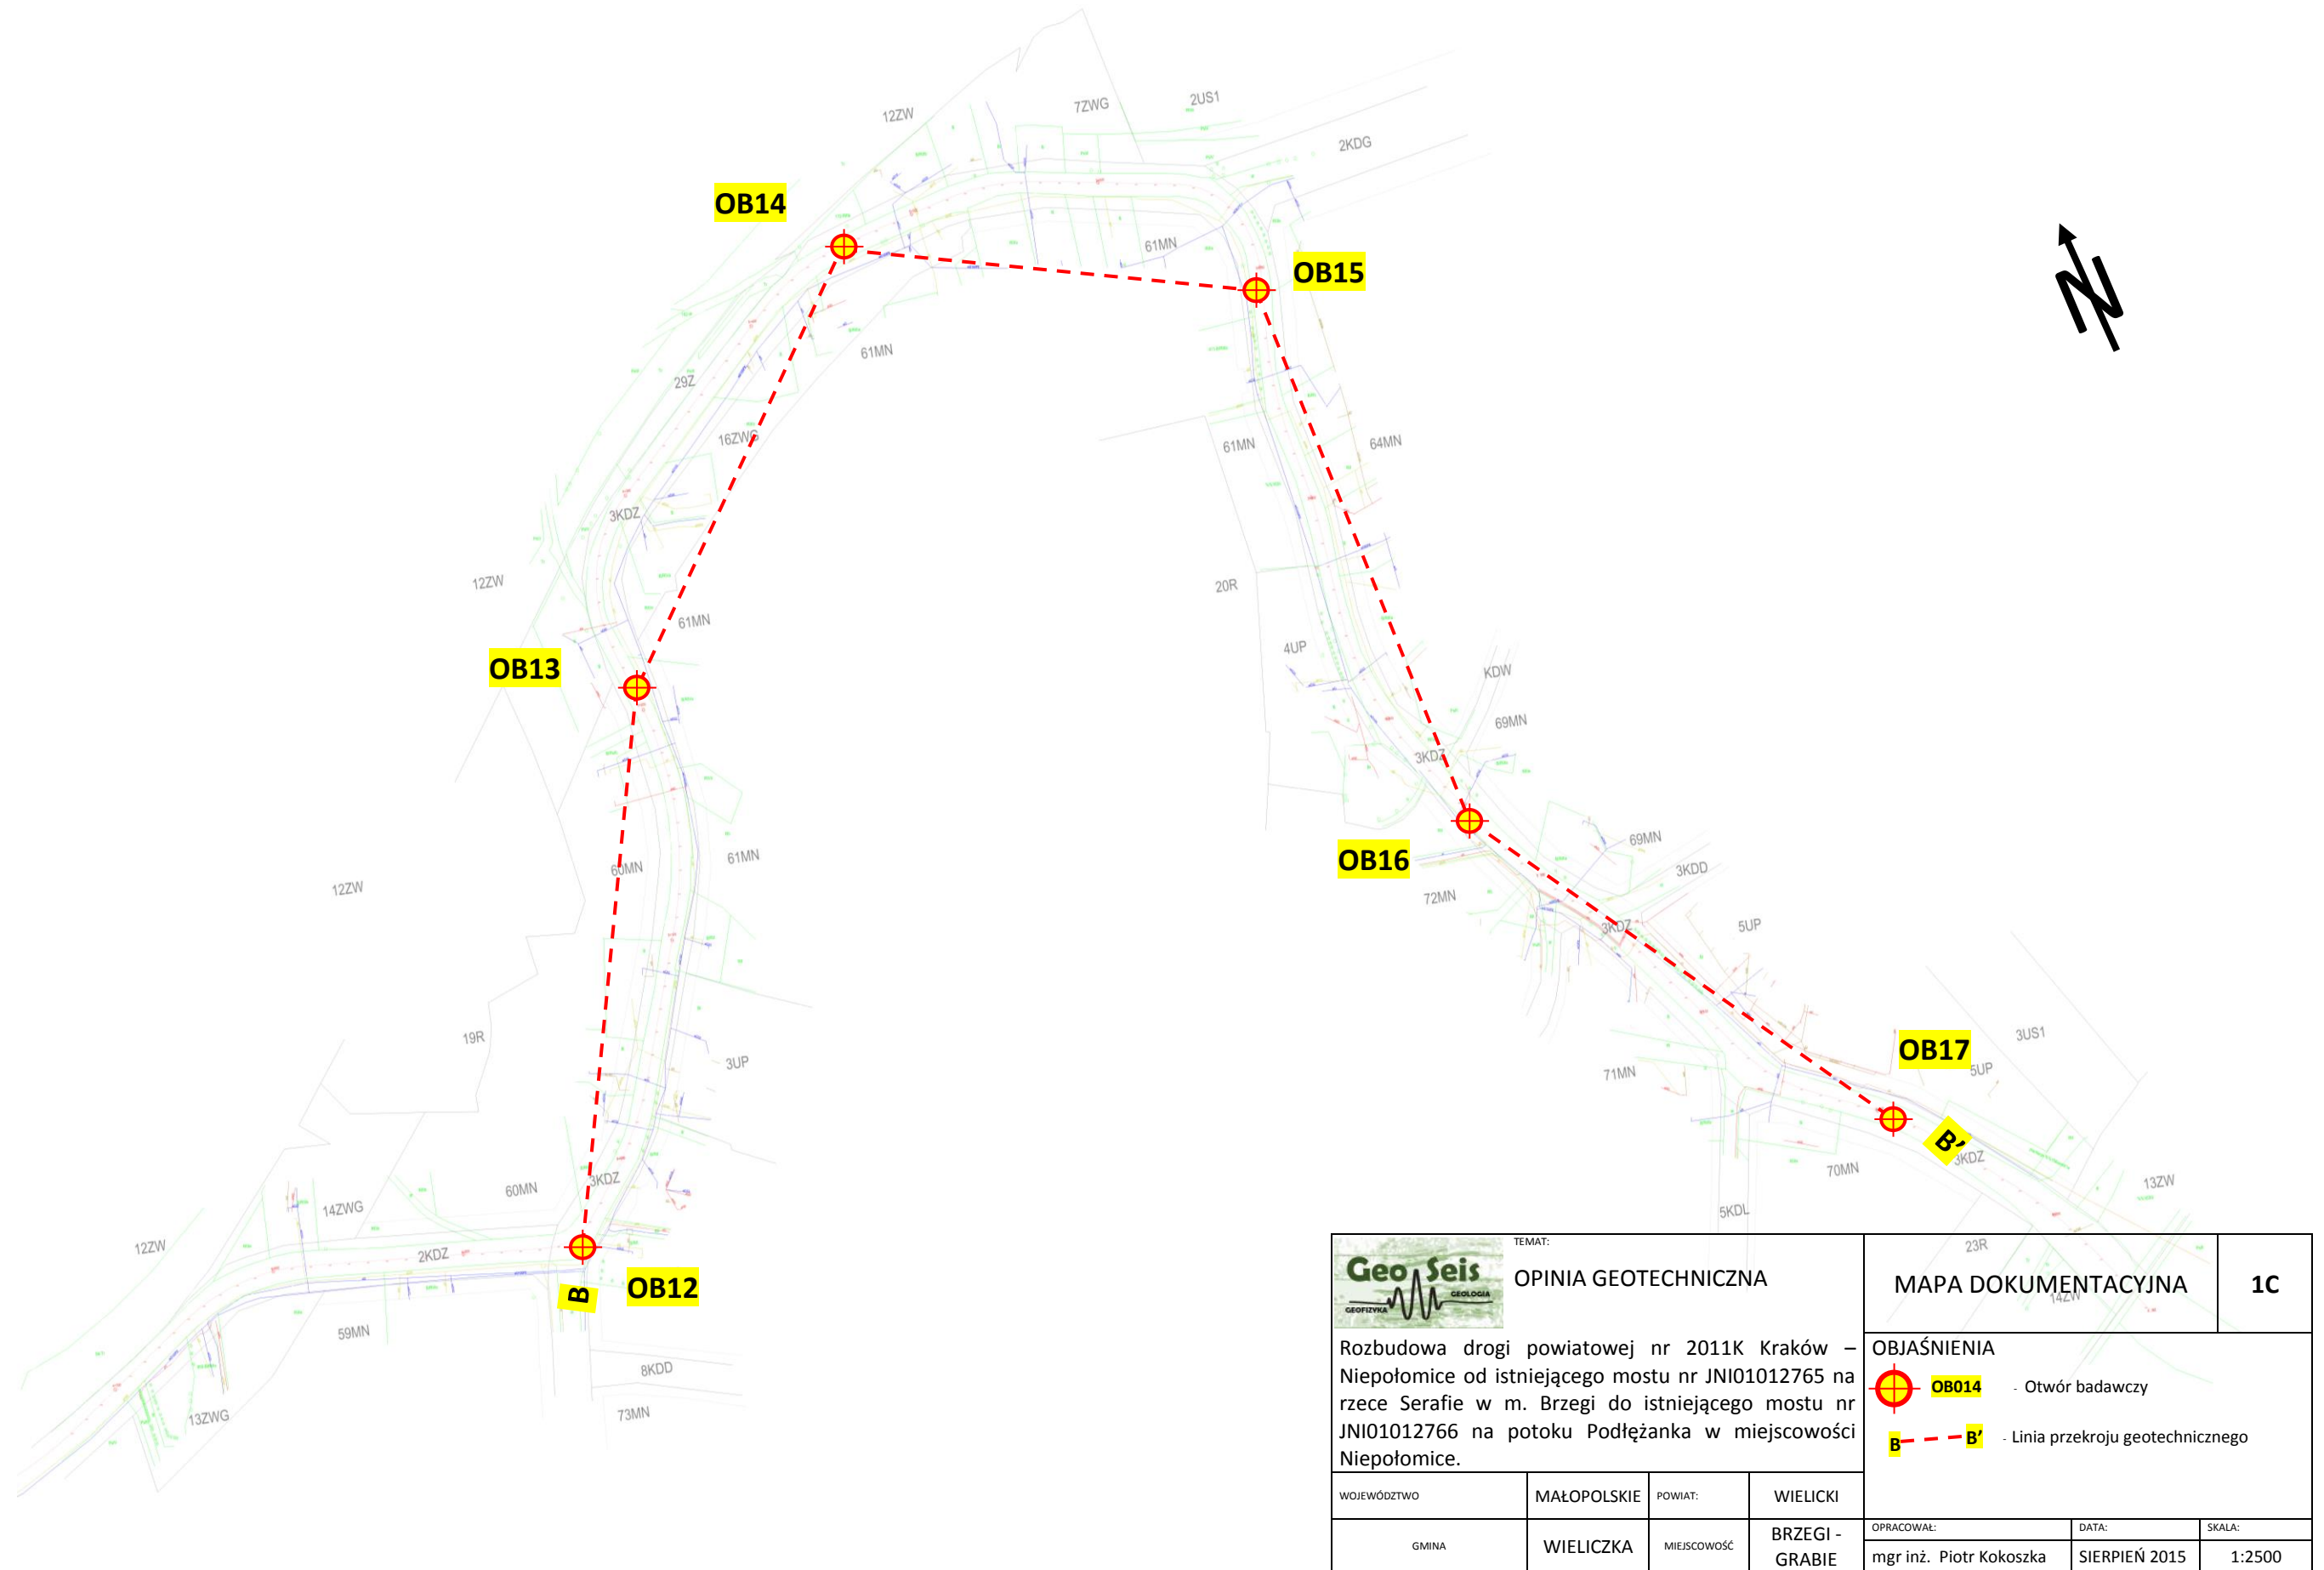 12ZW
7ZWG
2US1
2KDG
OB14
61MN
OB15
61MN
29Z
16ZWG
61MN
64MN
3KDZ
12ZW
20R
61MN
4UP
OB13
KDW
69MN
3KDZ
OB16
69MN
60MN
61MN
3KDD
12ZW
72MN
3KDZ
5UP
19R
3UP
OB17
3US1
5UP
71MN
B'
3KDZ
70MN
13ZW
3KDZ
60MN
14ZWG
5KDL
12ZW
2KDZ
23R
B
OB12
59MN
14ZW
8KDD
13ZWG
73MN
N
Geo Seis
GEOFIZYKA
GEOLOGIA
TEMAT:
OPINIA GEOTECHNICZNA
MAPA DOKUMENTACYJNA
1C
Rozbudowa drogi powiatowej nr 2011K Kraków –
Niepołomice od istniejącego mostu nr JNI01012765 na
rzece Serafie w m. Brzegi do istniejącego mostu nr
JNI01012766 na potoku Podłężanka w miejscowości
Niepołomice.
OBJAŚNIENIA
OB014 - Otwór badawczy
B B' - Linia przekroju geotechnicznego
WOJEWÓDZTWO MAŁOPOLSKIE POWIAT: WIELICKI
GMINA WIELICZKA MIEJSCOWOŚĆ BRZEGI -
GRABIE
OPRACOWAŁ: DATA: SKALA:
mgr inż. Piotr Kokoszka SIERPIEŃ 2015 1:2500